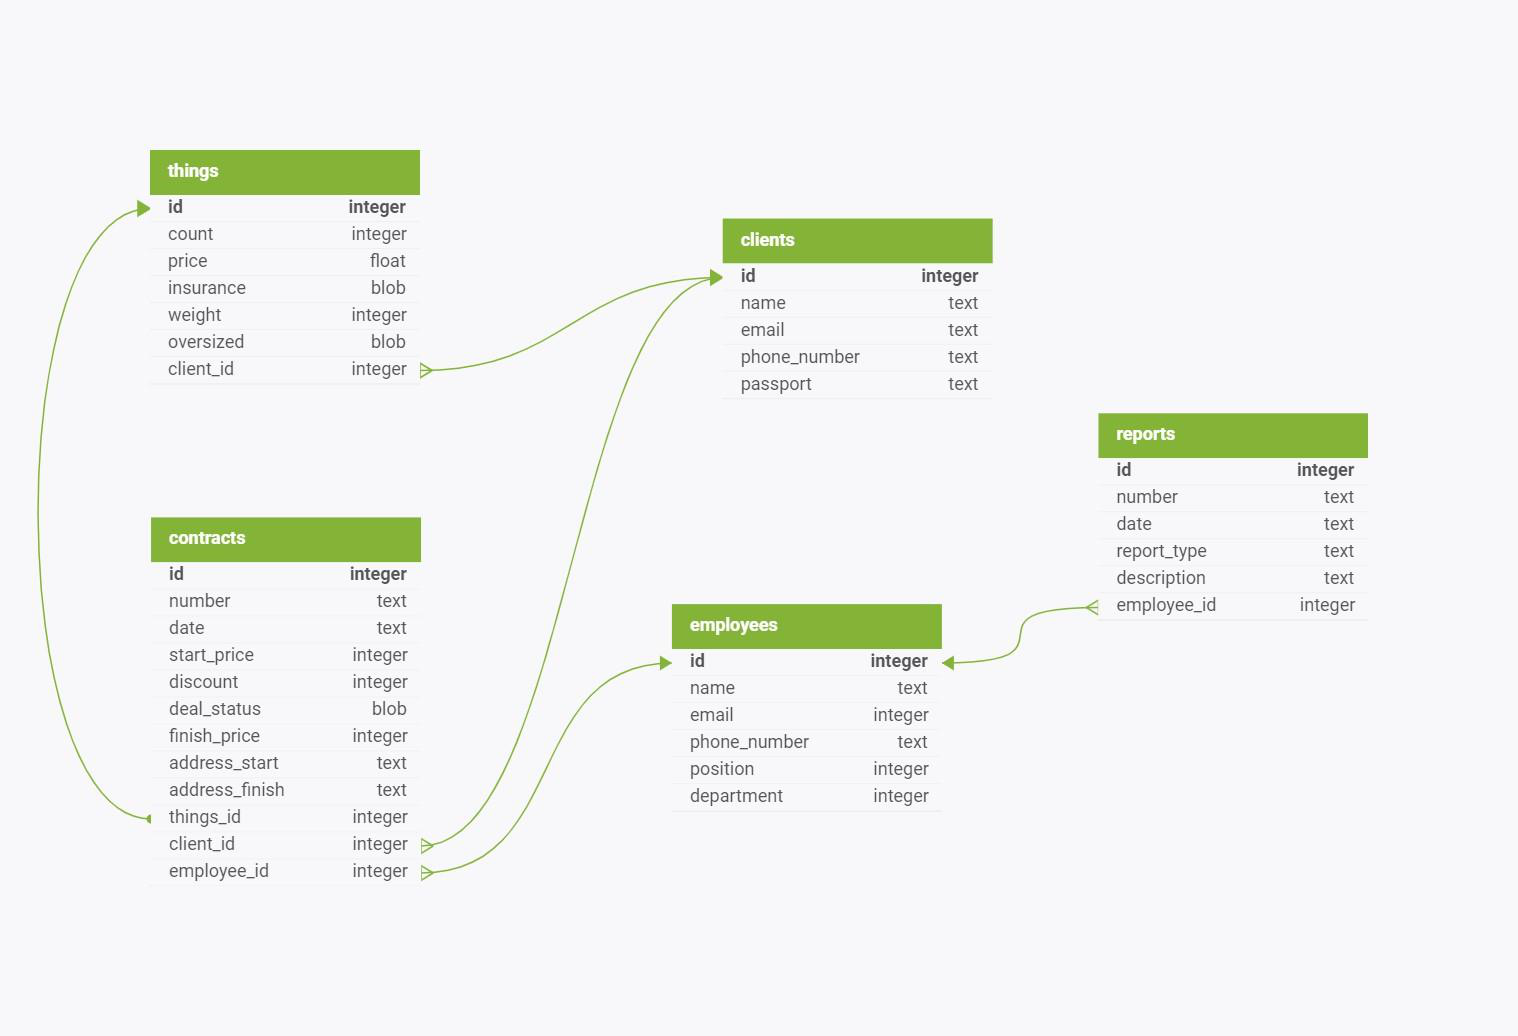 things
id integer
count integer
price float
insurance blob
weight integer
oversized blob
client_id integer
clients
id integer
name text
email text
phone_number text
passport text
reports
id integer
number text
date text
report_type text
description text
employee_id integer
contracts
id integer
number text
date text
start_price integer
discount integer
deal_status blob
finish_price integer
address_start text
address_finish text
things_id integer
client_id integer
employee_id integer
employees
id integer
name text
email integer
phone_number text
position integer
department integer